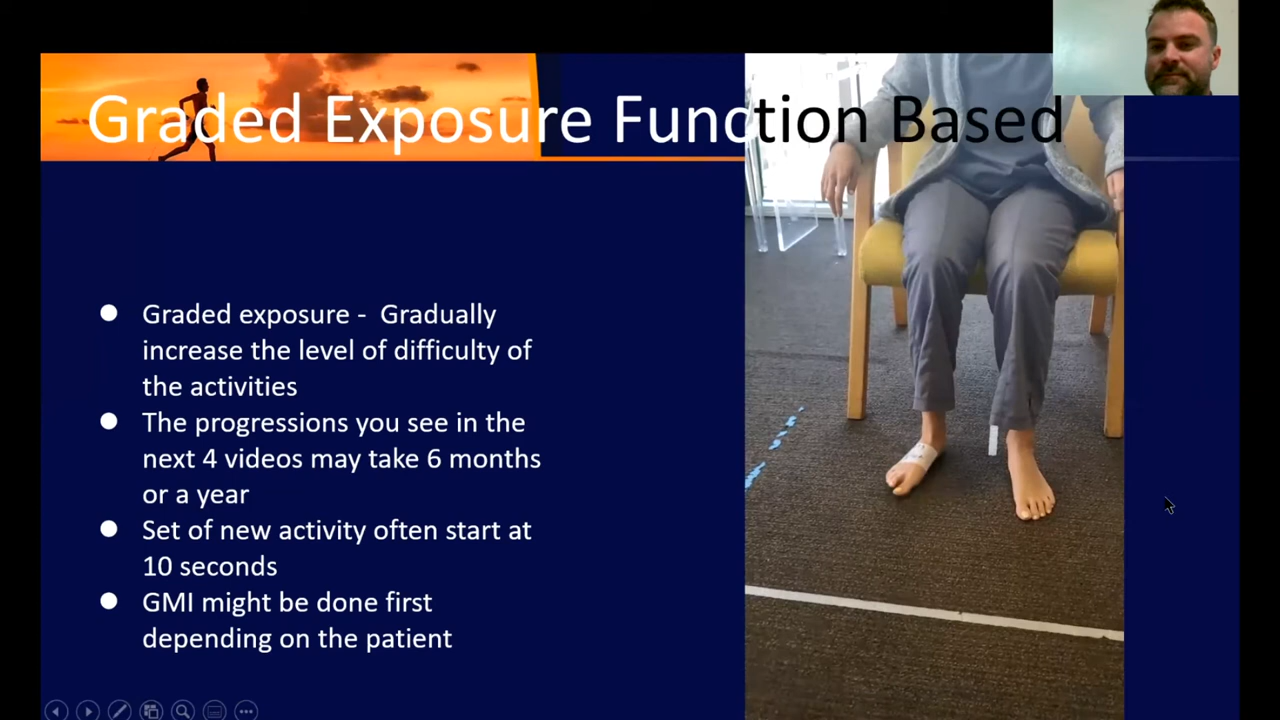 Graded Exposure Function Based
Graded exposure - Gradually
increase the level of difficulty of
the activities
The progressions you see in the
next 4 videos may take 6 months
or a year
Set of new activity often start at
10 seconds
GMI might be done first
depending on the patient